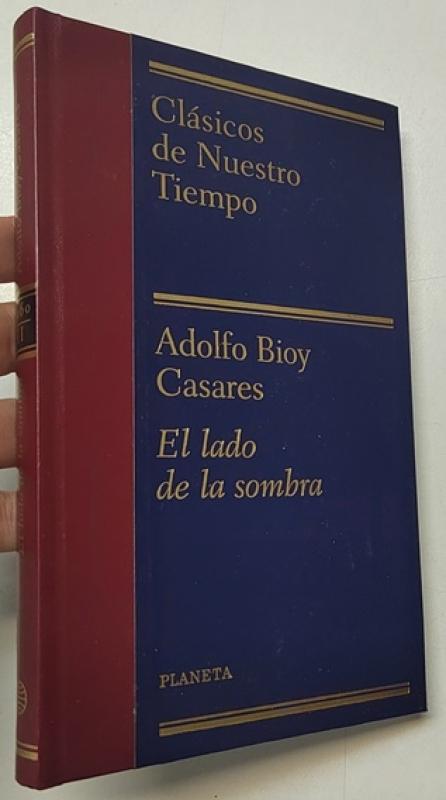 Clásicos
de Nuestro
Tiempo
Adolfo Bioy
Casares
El lado
de la sombra
PLANETA